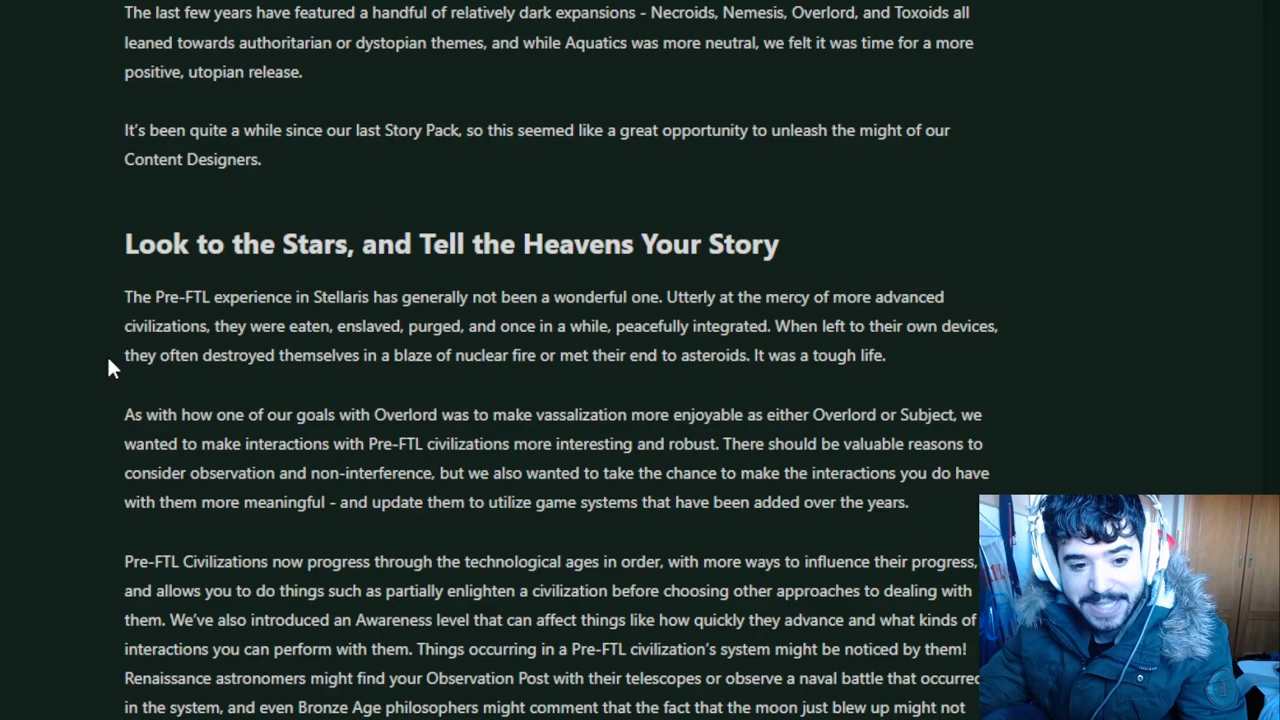 The last few years have featured a handful of relatively dark expansions - Necroids, Nemesis, Overlord, and Toxoids all
leaned towards authoritarian or dystopian themes, and while Aquatics was more neutral, we felt it was time for a more
positive, utopian release.
It's been quite a while since our last Story Pack, so this seemed like a great opportunity to unleash the might of our
Content Designers.
Look to the Stars, and Tell the Heavens Your Story
The Pre-FTL experience in Stellaris has generally not been a wonderful one. Utterly at the mercy of more advanced
civilizations, they were eaten, enslaved, purged, and once in a while, peacefully integrated. When left to their own devices,
they often destroyed themselves in a blaze of nuclear fire or met their end to asteroids. It was a tough life.
As with how one of our goals with Overlord was to make vassalization more enjoyable as either Overlord or Subject, we
wanted to make interactions with Pre-FTL civilizations more interesting and robust. There should be valuable reasons to
consider observation and non-interference, but we also wanted to take the chance to make the interactions you do have
with them more meaningful - and update them to utilize game systems that have been added over the years.
Pre-FTL Civilizations now progress through the technological ages in order, with more ways to influence their progress,
and allows you to do things such as partially enlighten a civilization before choosing other approaches to dealing with
them. We've also introduced an Awareness level that can affect things like how quickly they advance and what kinds of
interactions you can perform with them. Things occurring in a Pre-FTL civilization's system might be noticed by them!
Renaissance astronomers might find your Observation Post with their telescopes or observe a naval battle that occurred
in the system, and even Bronze Age philosophers might comment that the fact that the moon just blew up might not